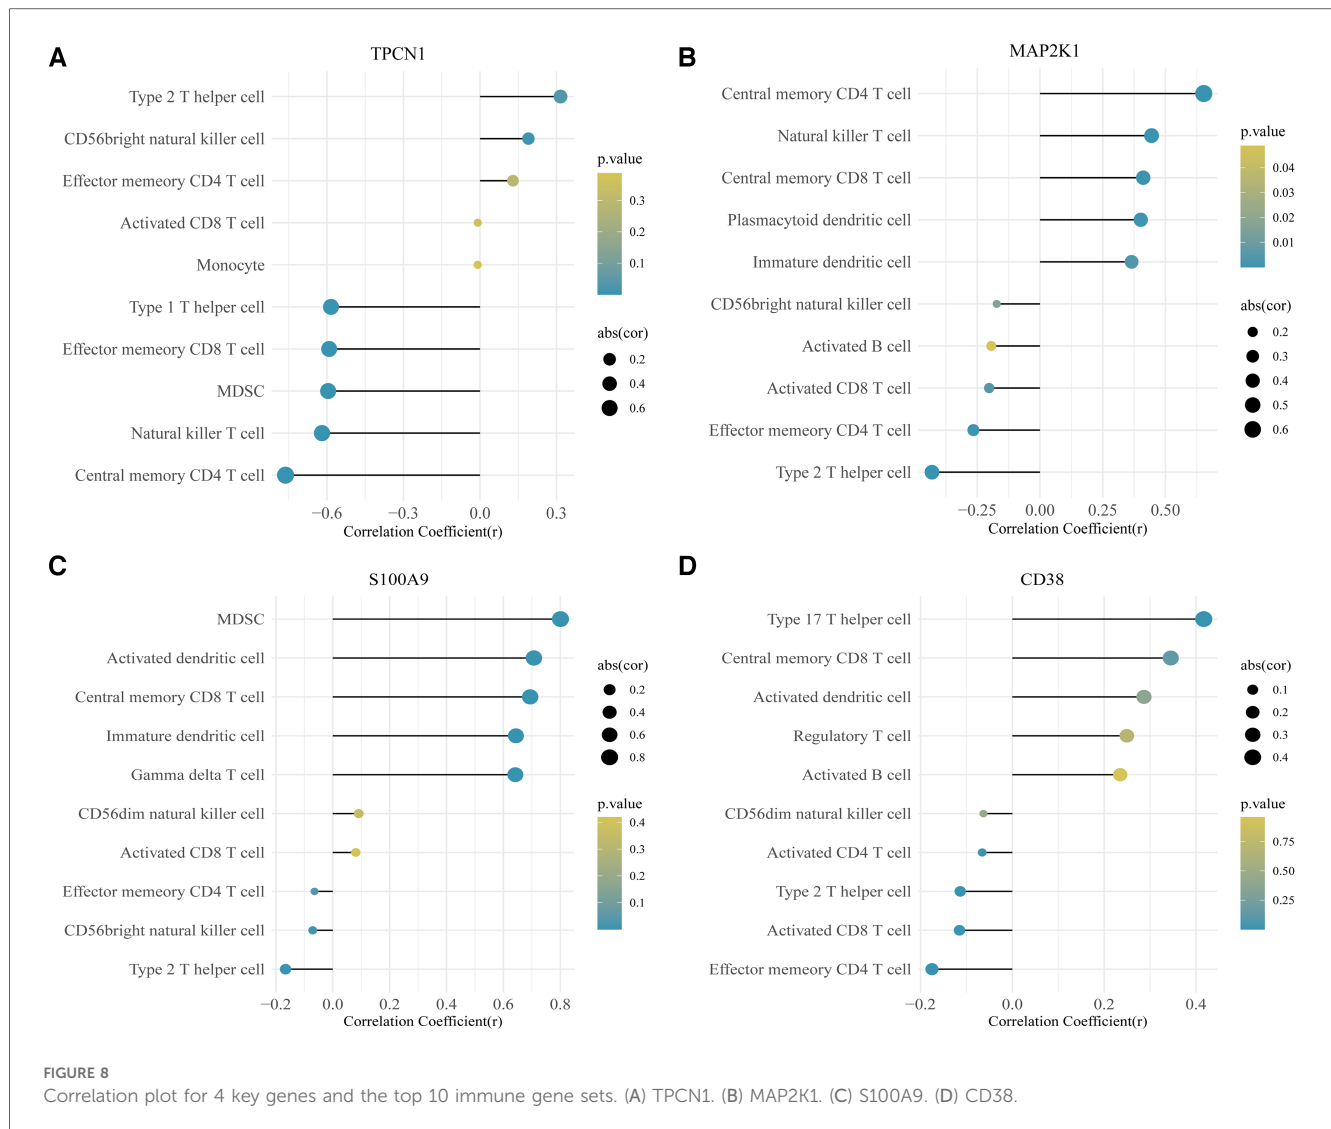 A
TPCN1
Type 2 T helper cell
CD56bright natural killer cell
Effector memeory CD4 T cell
Activated CD8 T cell
Monocyte
Type 1 T helper cell
Effector memeory CD8 T cell
MDSC
Natural killer T cell
Central memory CD4 T cell
−0.6 −0.3 0.0 0.3
Correlation Coefficient(r)
p.value
0.3
0.2
0.1
abs(cor)
0.2
0.4
0.6
B
MAP2K1
Central memory CD4 T cell
Natural killer T cell
Central memory CD8 T cell
Plasmacytoid dendritic cell
Immature dendritic cell
CD56bright natural killer cell
Activated B cell
Activated CD8 T cell
Effector memeory CD4 T cell
Type 2 T helper cell
−0.25 0.00 0.25 0.50
Correlation Coefficient(r)
p.value
0.04
0.03
0.02
0.01
abs(cor)
0.2
0.3
0.4
0.5
0.6
C
S100A9
MDSC
Activated dendritic cell
Central memory CD8 T cell
Immature dendritic cell
Gamma delta T cell
CD56dim natural killer cell
Activated CD8 T cell
Effector memeory CD4 T cell
CD56bright natural killer cell
Type 2 T helper cell
−0.2 0.0 0.2 0.4 0.6 0.8
Correlation Coefficient(r)
abs(cor)
0.2
0.4
0.6
0.8
p.value
0.4
0.3
0.2
0.1
D
CD38
Type 17 T helper cell
Central memory CD8 T cell
Activated dendritic cell
Regulatory T cell
Activated B cell
CD56dim natural killer cell
Activated CD4 T cell
Type 2 T helper cell
Activated CD8 T cell
Effector memeory CD4 T cell
−0.2 0.0 0.2 0.4
Correlation Coefficient(r)
abs(cor)
0.1
0.2
0.3
0.4
p.value
0.75
0.50
0.25
FIGURE 8
Correlation plot for 4 key genes and the top 10 immune gene sets. (A) TPCN1. (B) MAP2K1. (C) S100A9. (D) CD38.